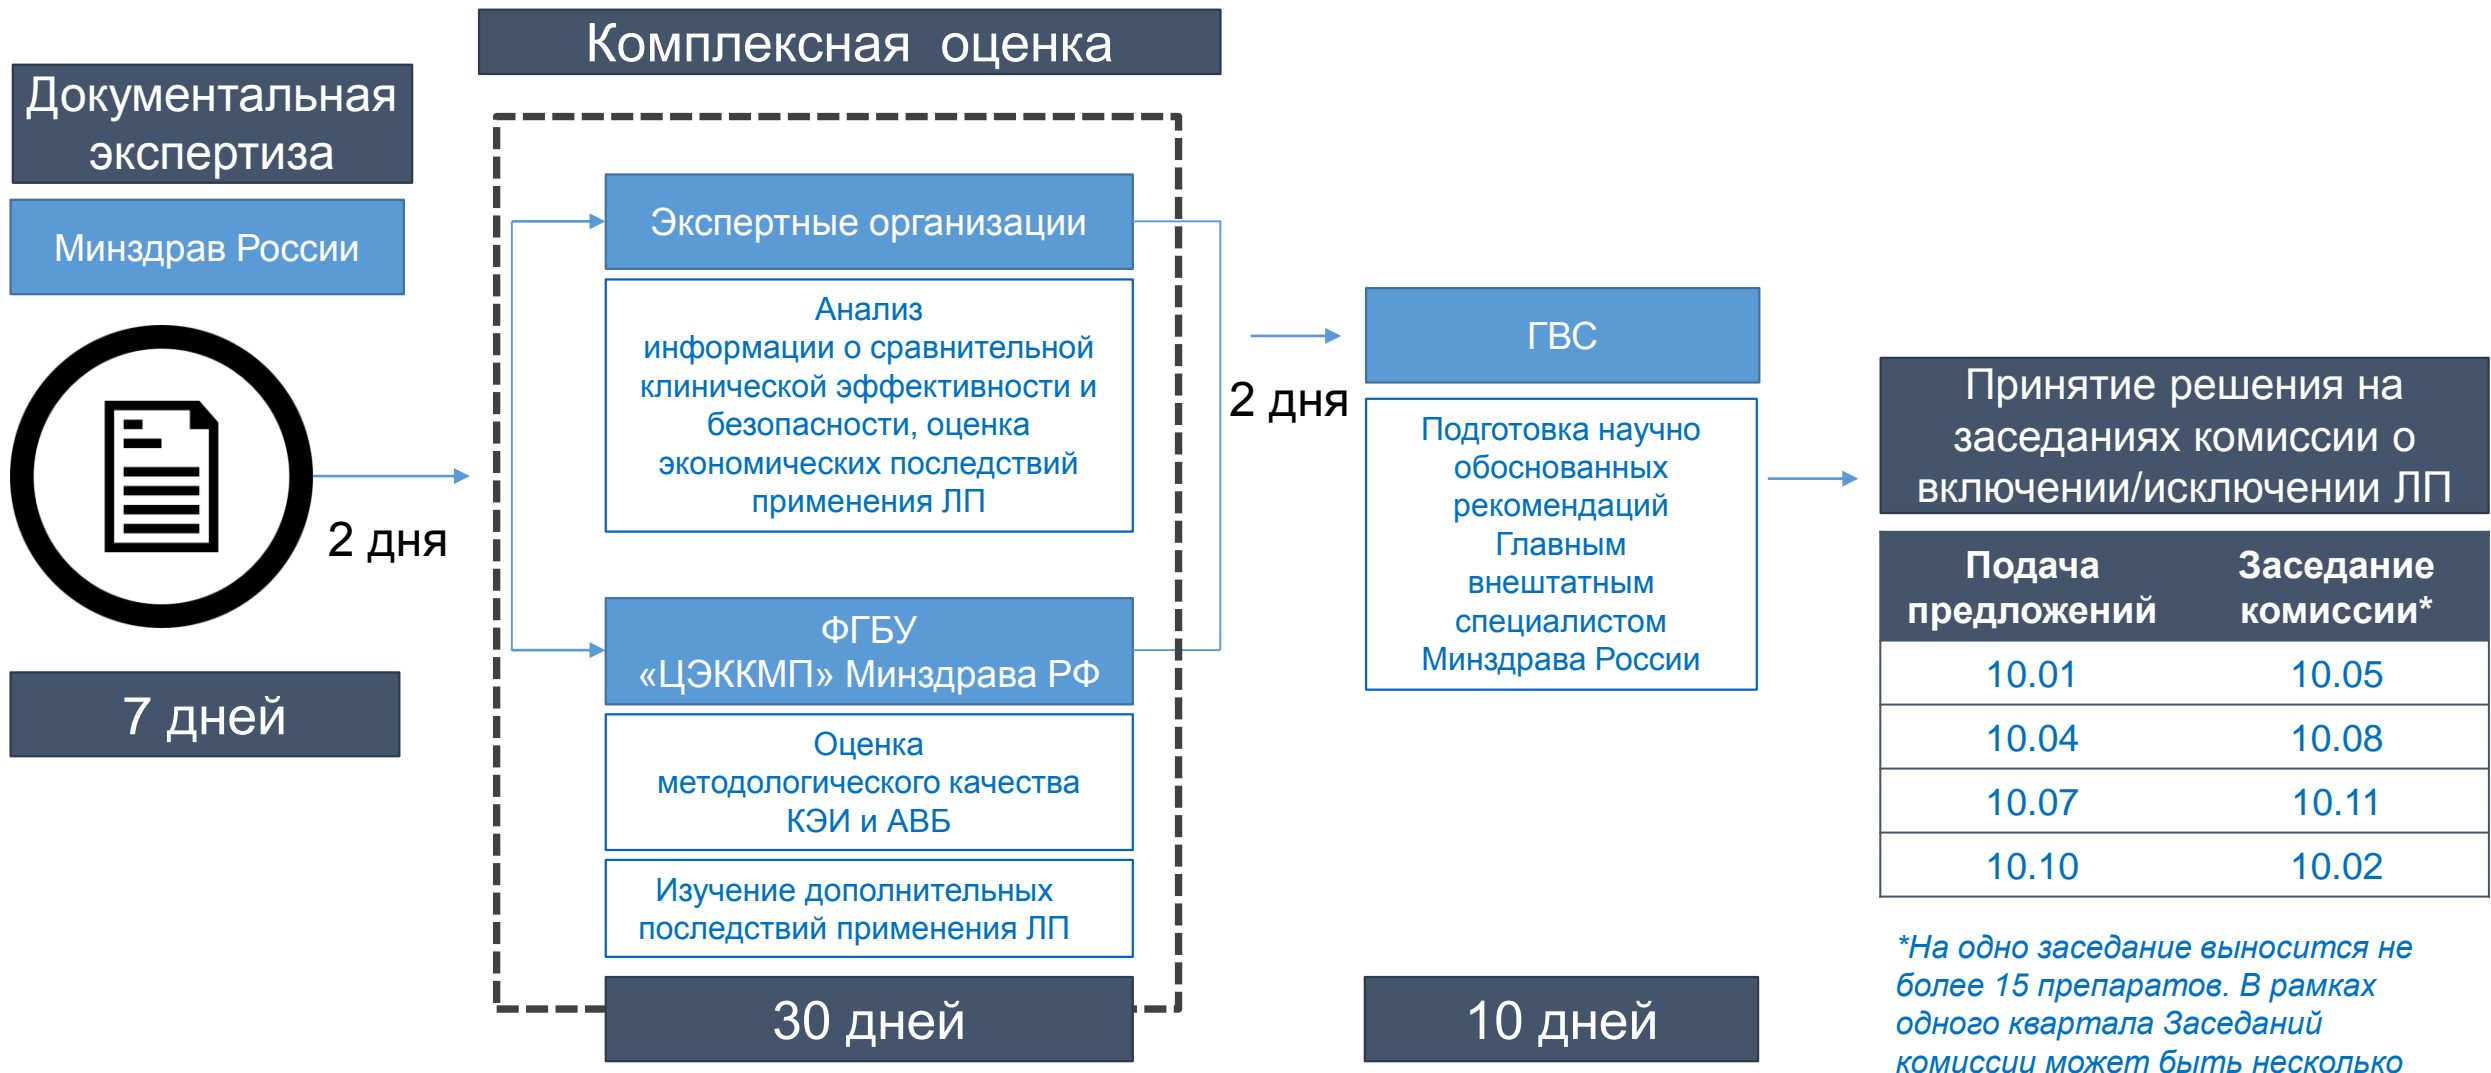 Комплексная оценка
Документальная
экспертиза
Минздрав России
2 дня
7 дней
Экспертные организации
Анализ
информации о сравнительной
клинической эффективности и
безопасности, оценка
экономических последствий
применения ЛП
ФГБУ
«ЦЭККМП» Минздрава РФ
Оценка
методологического качества
КЭИ и АВБ
Изучение дополнительных
последствий применения ЛП
30 дней
2 дня
ГВС
Подготовка научно
обоснованных
рекомендаций
Главным
внештатным
специалистом
Минздрава России
10 дней
Принятие решения на
заседаниях комиссии о
включении/исключении ЛП
Подача Заседание
предложений комиссии*
10.01 10.05
10.04 10.08
10.07 10.11
10.10 10.02
*На одно заседание выносится не
более 15 препаратов. В рамках
одного квартала Заседаний
комиссии может быть несколько